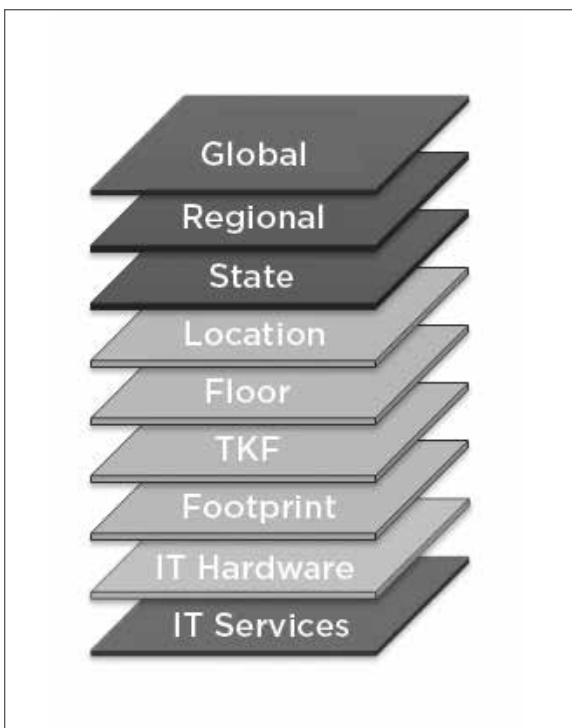 Global
Regional
State
Location
Floor
TKF
Footprint
IT Hardware
IT Services